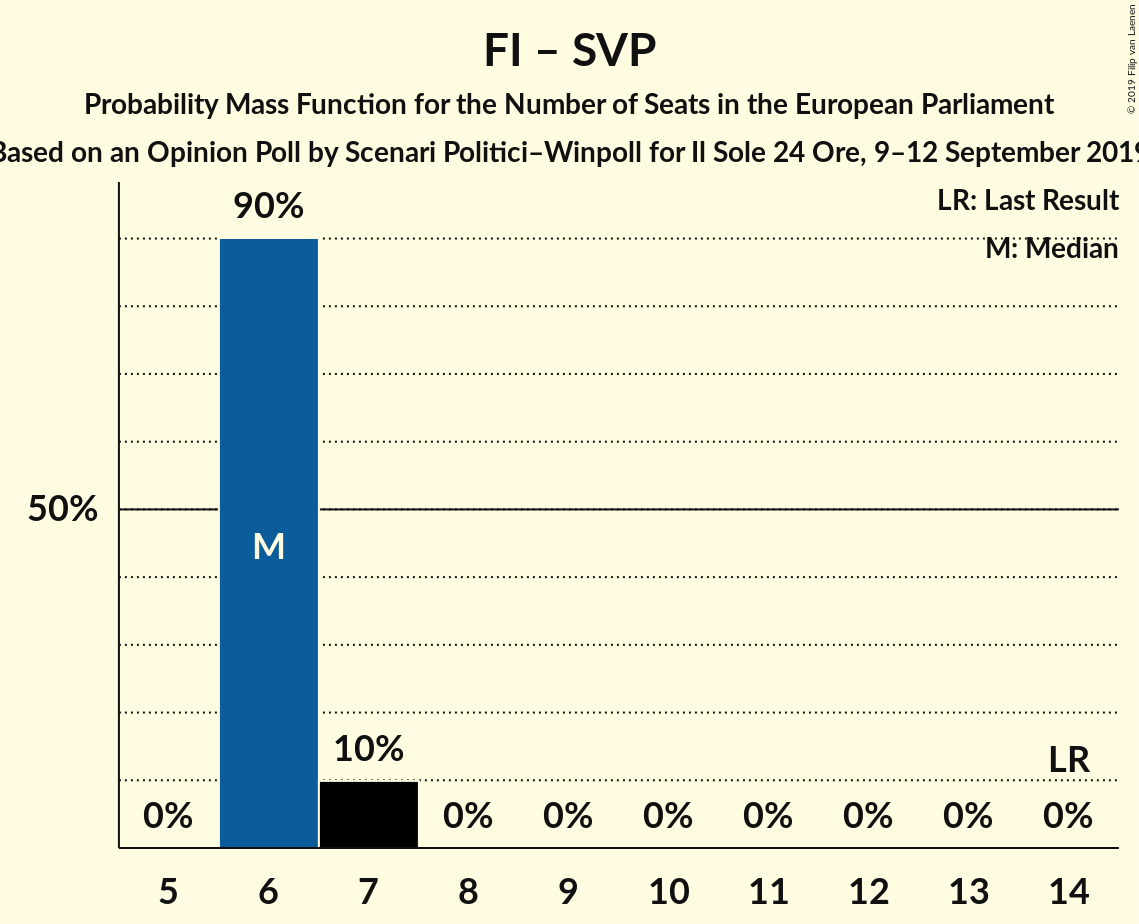 FI – SVP
Probability Mass Function for the Number of Seats in the European Parliament
Based on an Opinion Poll by Scenari Politici–Winpoll for Il Sole 24 Ore, 9–12 September 2019
© 2019 Filip van Laenen
LR: Last Result
M: Median
90%
50%
M
10%
LR
0% 0% 0% 0% 0% 0% 0% 0%
5 6 7 8 9 10 11 12 13 14